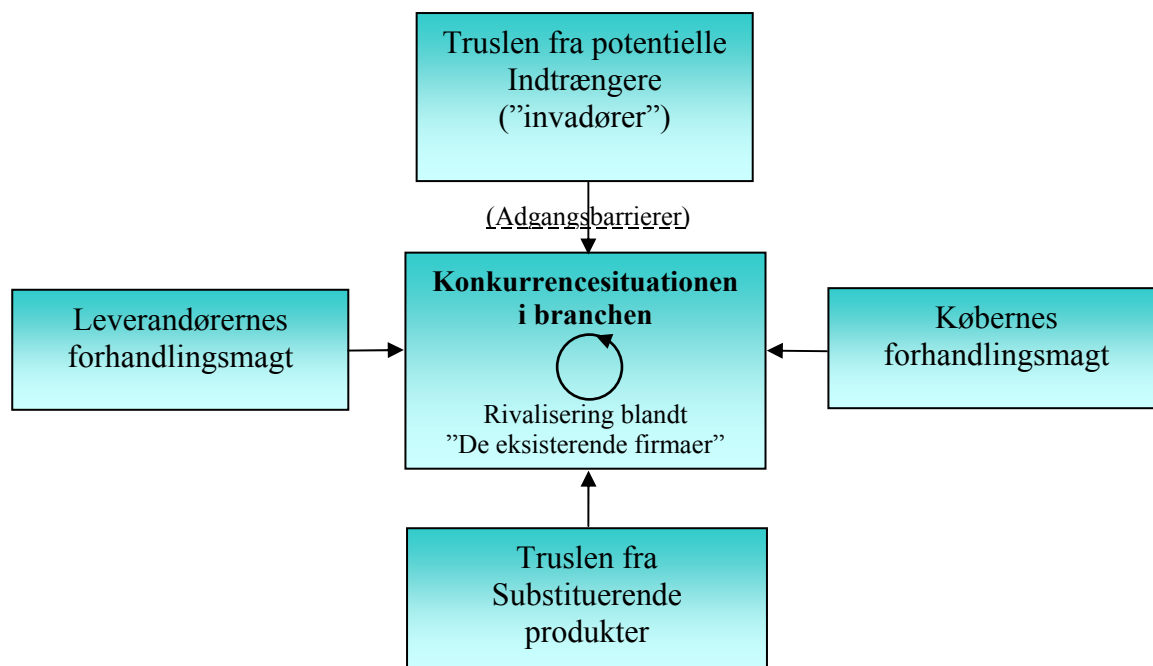 Truslen fra potentielle
Indtrængere
(”invadører”)
(Adgangsbarrierer)
Leverandørernes
forhandlingsmagt
Konkurrencesituationen
i branchen
Rivalisering blandt
”De eksisterende firmaer”
Købernes
forhandlingsmagt
Truslen fra
Substituerende
produkter